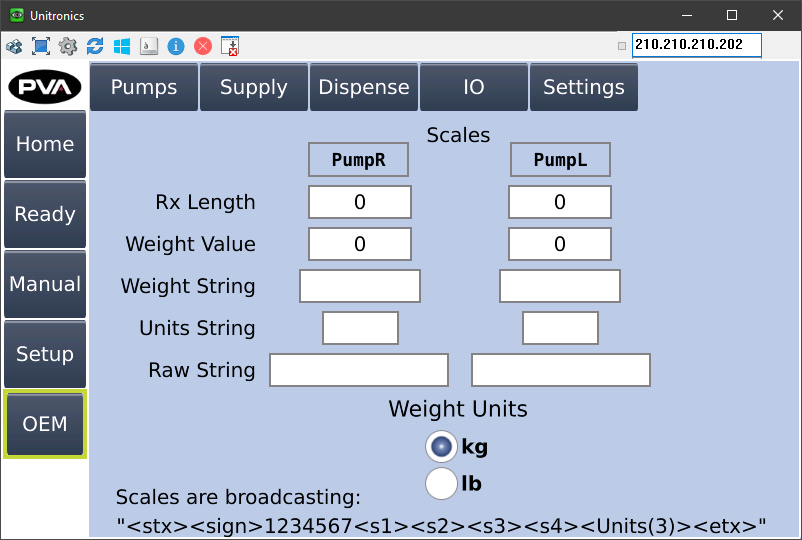 Unitronics
210.210.210.202
PVA
Pumps Supply Dispense IO Settings
Home
Ready
Manual
Setup
OEM
Scales
PumpR PumpL
Rx Length 0 0
Weight Value 0 0
Weight String
Units String
Raw String
Weight Units
kg
lb
Scales are broadcasting:
"<stx><sign>1234567<s1><s2><s3><s4><Units(3)><etx>"